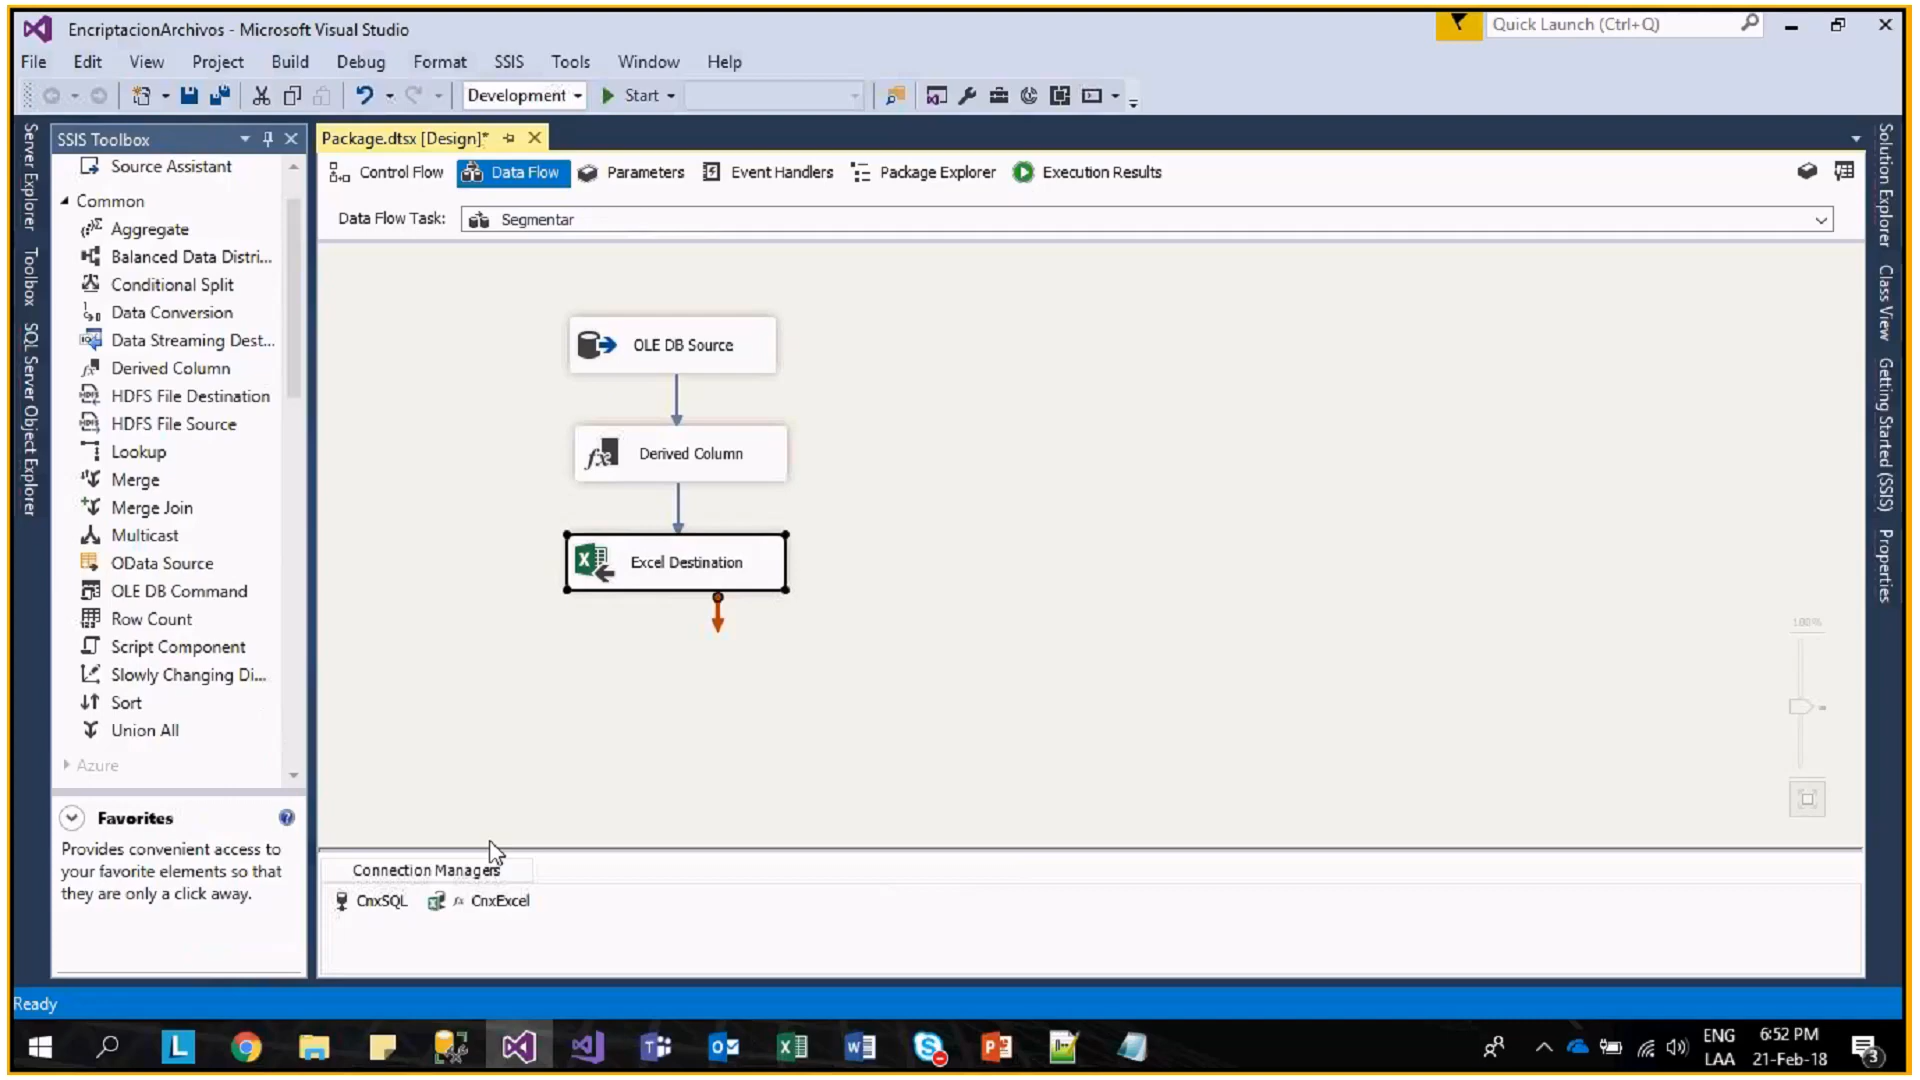 EncriptacionArchivos - Microsoft Visual Studio
Quick Launch (Ctrl+Q)
File Edit View Project Build Debug Format SSIS Tools Window Help
Development Start
Server Explorer
Toolbox
SQL Server Object Explorer
SSIS Toolbox
Source Assistant
Common
Aggregate
Balanced Data Distri...
Conditional Split
Data Conversion
Data Streaming Dest...
Derived Column
HDFS File Destination
HDFS File Source
Lookup
Merge
Merge Join
Multicast
OData Source
OLE DB Command
Row Count
Script Component
Slowly Changing Di...
Sort
Union All
Azure
Favorites
Provides convenient access to
your favorite elements so that
they are only a click away.
Package.dtsx [Design]*
Control Flow Data Flow Parameters Event Handlers Package Explorer Execution Results
Data Flow Task: Segmentar
OLE DB Source
Derived Column
Excel Destination
100%
Connection Managers
CnxSQL CnxExcel
Solution Explorer
Class View
Getting Started (SSIS)
Properties
Ready
ENG
LAA
6:52 PM
21-Feb-18
3